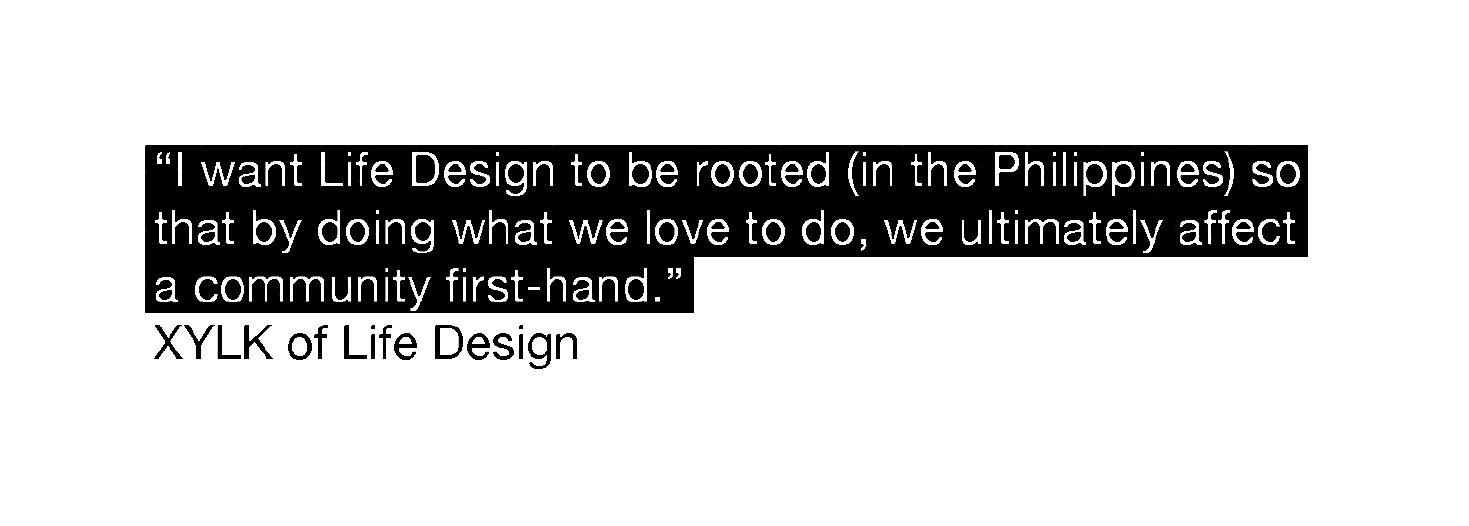 “I want Life Design to be rooted (in the Philippines) so
that by doing what we love to do, we ultimately affect
a community first-hand.”
XYLK of Life Design